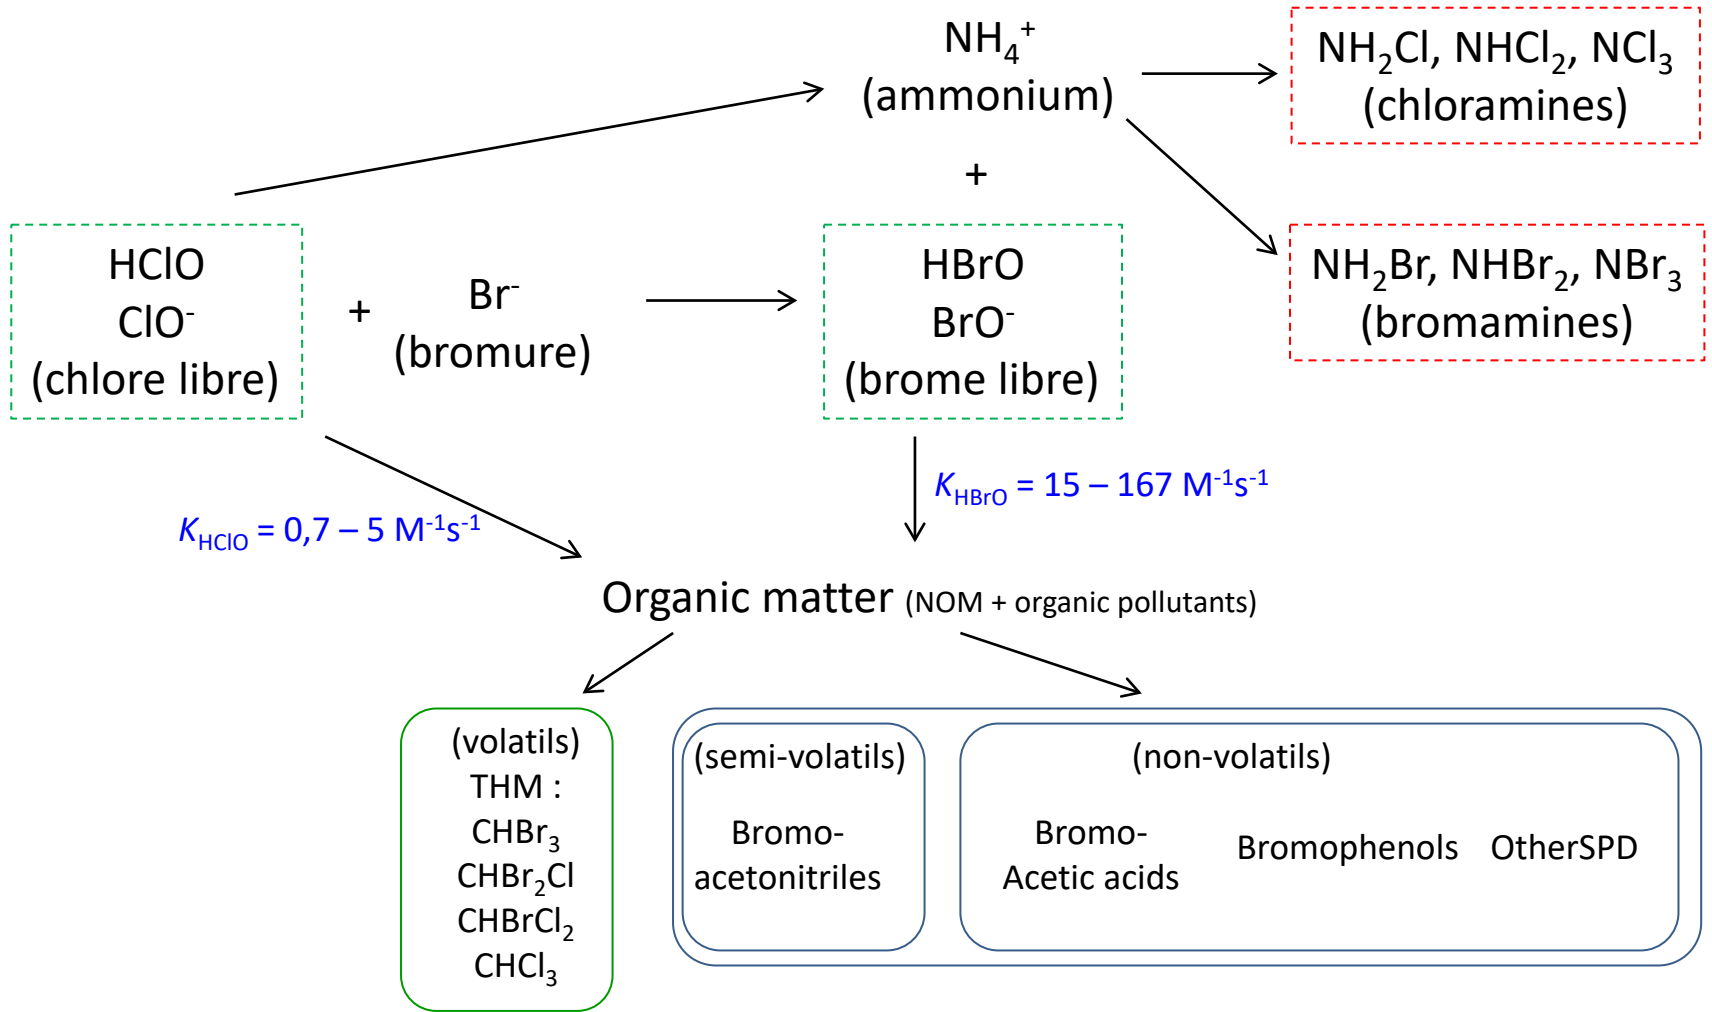 NH₄⁺
(ammonium)
NH₂Cl, NHCl₂, NCl₃
(chloramines)
+
HClO
ClO⁻
(chlore libre)
+
Br⁻
(bromure)
HBrO
BrO⁻
(brome libre)
NH₂Br, NHBr₂, NBr₃
(bromamines)
K_HBrO = 15 – 167 M⁻¹s⁻¹
K_HClO = 0,7 – 5 M⁻¹s⁻¹
Organic matter (NOM + organic pollutants)
(volatils)
THM :
CHBr₃
CHBr₂Cl
CHBrCl₂
CHCl₃
(semi-volatils)
Bromo-
acetonitriles
(non-volatils)
Bromo-
Acetic acids
Bromophenols
OtherSPD